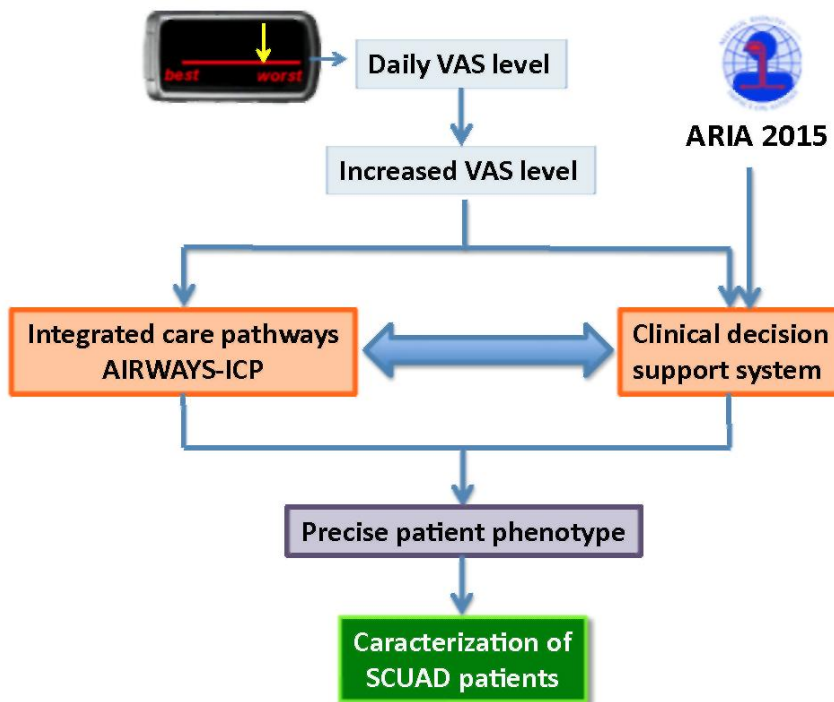 best worst
Daily VAS level
ARIA 2015
Increased VAS level
Integrated care pathways
AIRWAYS-ICP
Clinical decision
support system
Precise patient phenotype
Caracterization of
SCUAD patients